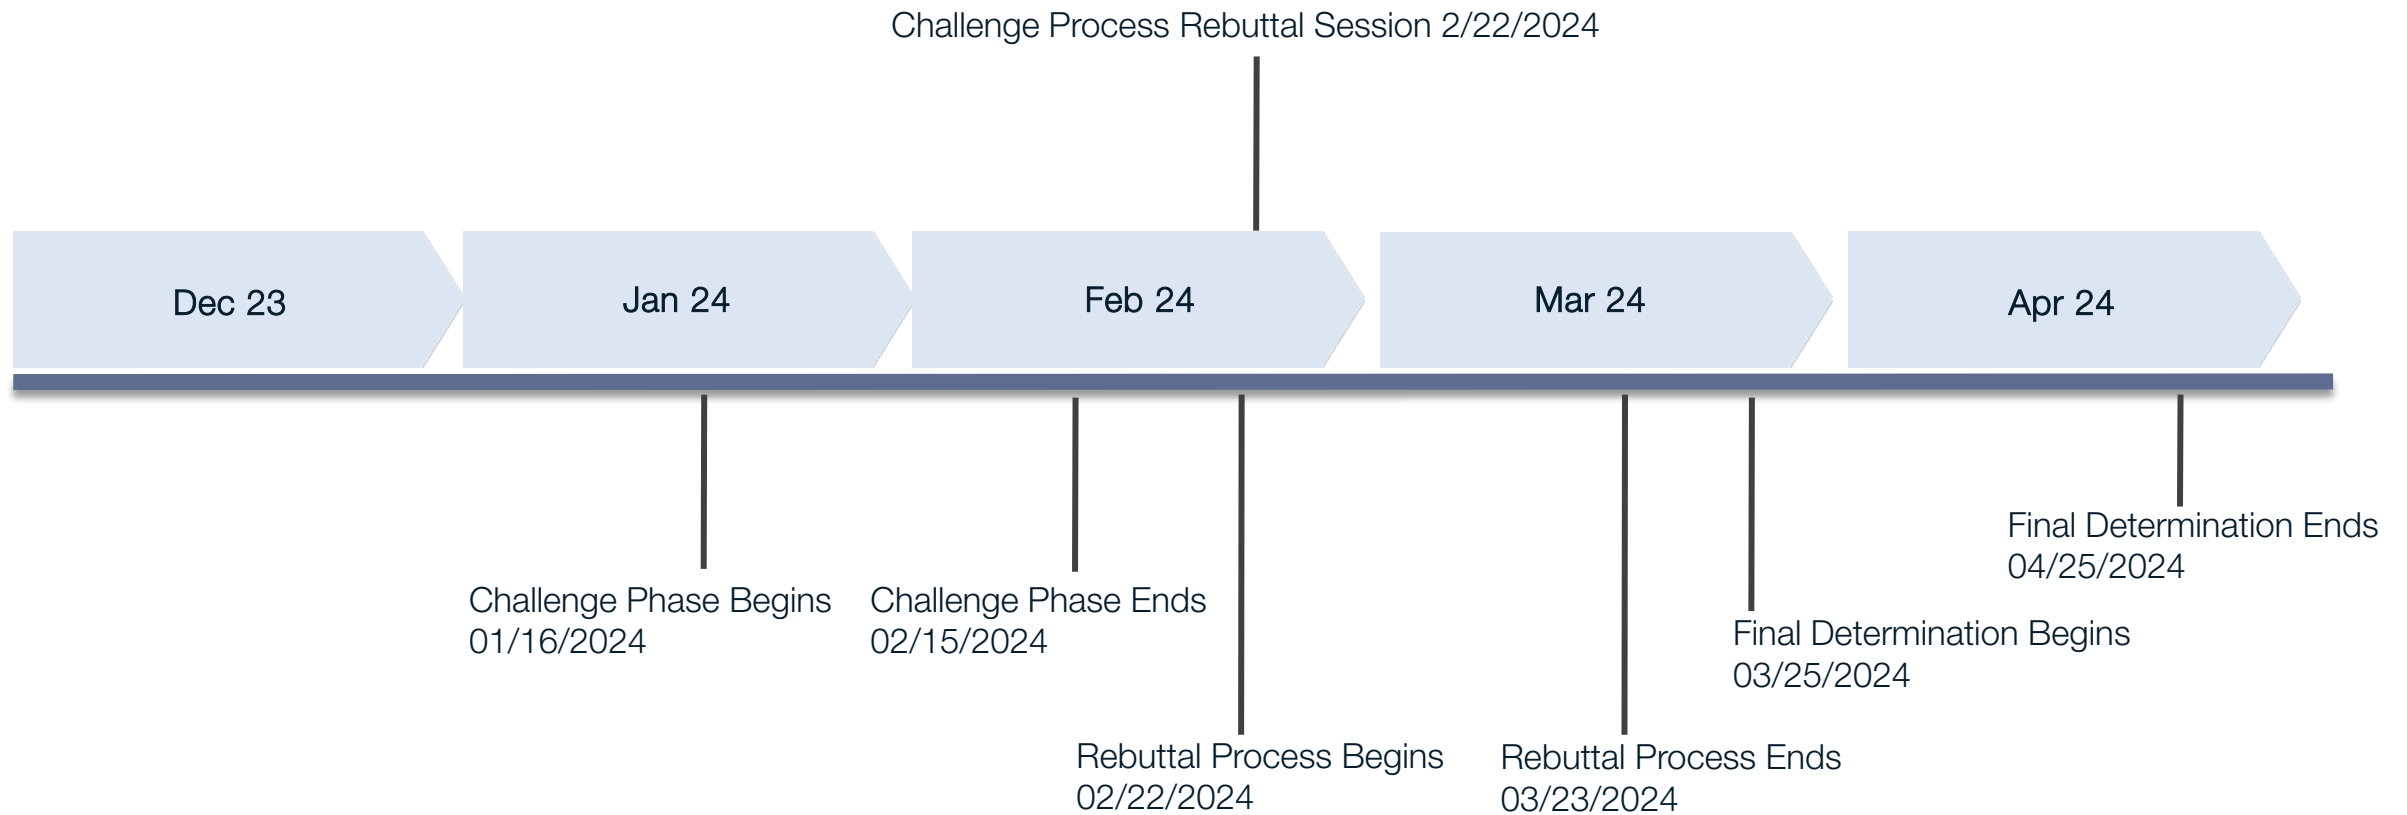 Challenge Process Rebuttal Session 2/22/2024
Dec 23
Jan 24
Feb 24
Mar 24
Apr 24
Challenge Phase Begins
01/16/2024
Challenge Phase Ends
02/15/2024
Rebuttal Process Begins
02/22/2024
Rebuttal Process Ends
03/23/2024
Final Determination Begins
03/25/2024
Final Determination Ends
04/25/2024